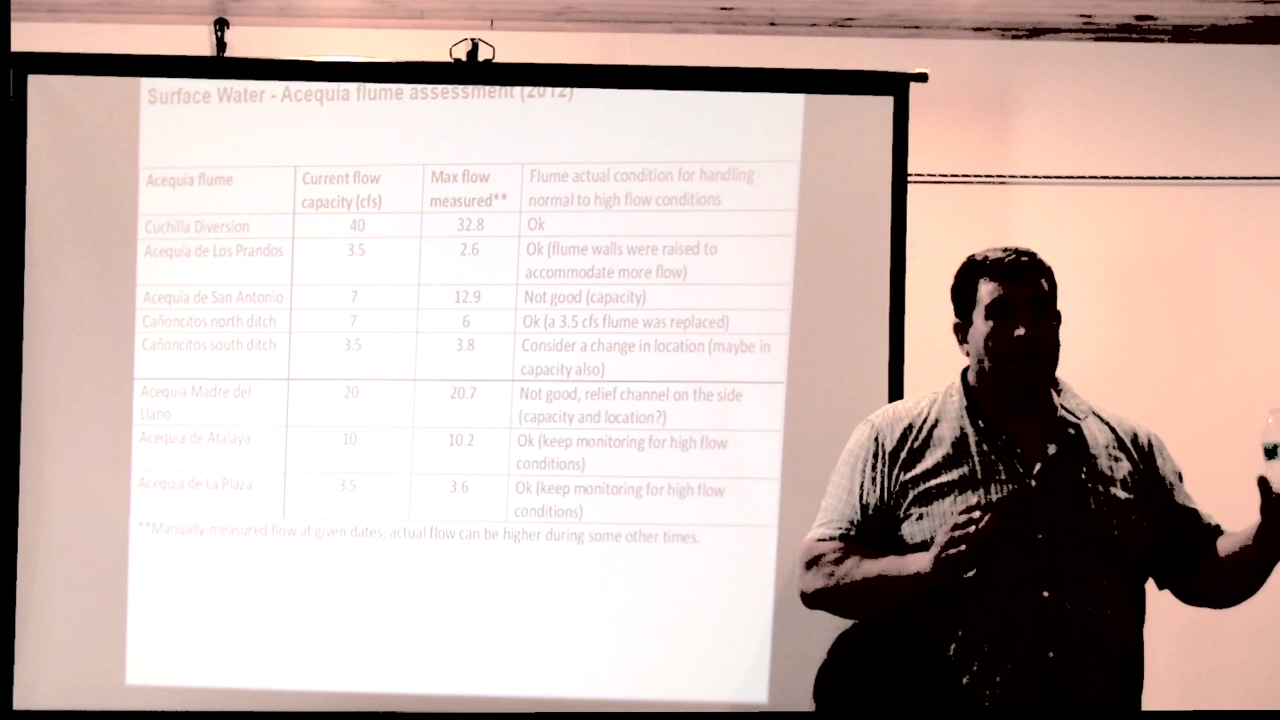 Surface Water - Acequia flume assessment (2012)
Acequia flume
Current flow
capacity (cfs)
Max flow
measured**
Flume actual condition for handling
normal to high flow conditions
Cuchilla Diversion 40 32.8 Ok
Acequia de Los Prandos 3.5 2.6 Ok (flume walls were raised to
accommodate more flow)
Acequia de San Antonio 7 12.9 Not good (capacity)
Cañoncitos north ditch 7 6 Ok (a 3.5 cfs flume was replaced)
Cañoncitos south ditch 3.5 3.8 Consider a change in location (maybe in
capacity also)
Acequia Madre del 20 20.7 Not good, relief channel on the side
Llano (capacity and location?)
Acequia de Atalaya 10 10.2 Ok (keep monitoring for high flow
conditions)
Acequia de La Plaza 3.5 3.6 Ok (keep monitoring for high flow
conditions)
**Manually measured flow at given dates, actual flow can be higher during some other times.